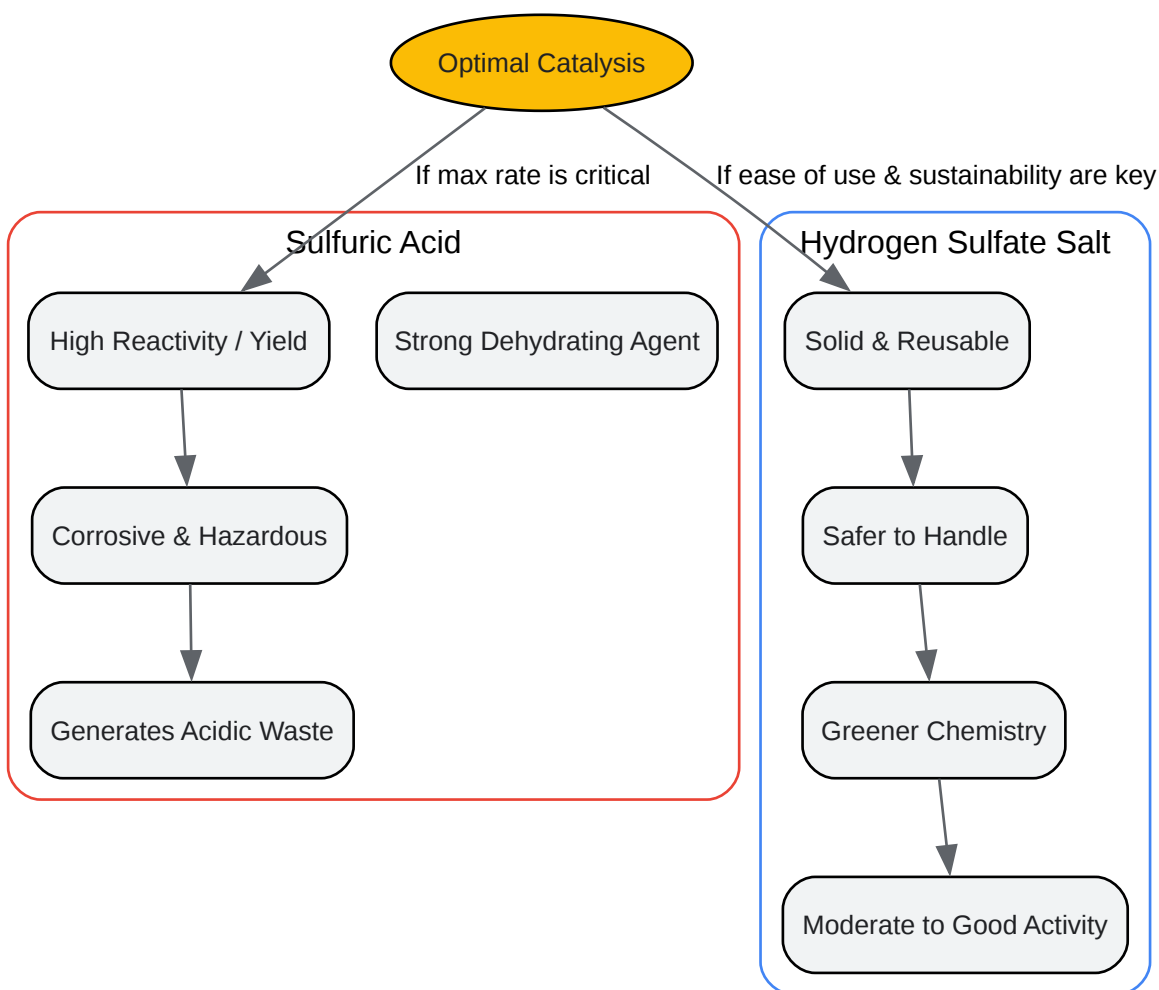 Optimal Catalysis
If max rate is critical
If ease of use & sustainability are key
Sulfuric Acid
Hydrogen Sulfate Salt
High Reactivity / Yield
Strong Dehydrating Agent
Solid & Reusable
Corrosive & Hazardous
Safer to Handle
Generates Acidic Waste
Greener Chemistry
Moderate to Good Activity